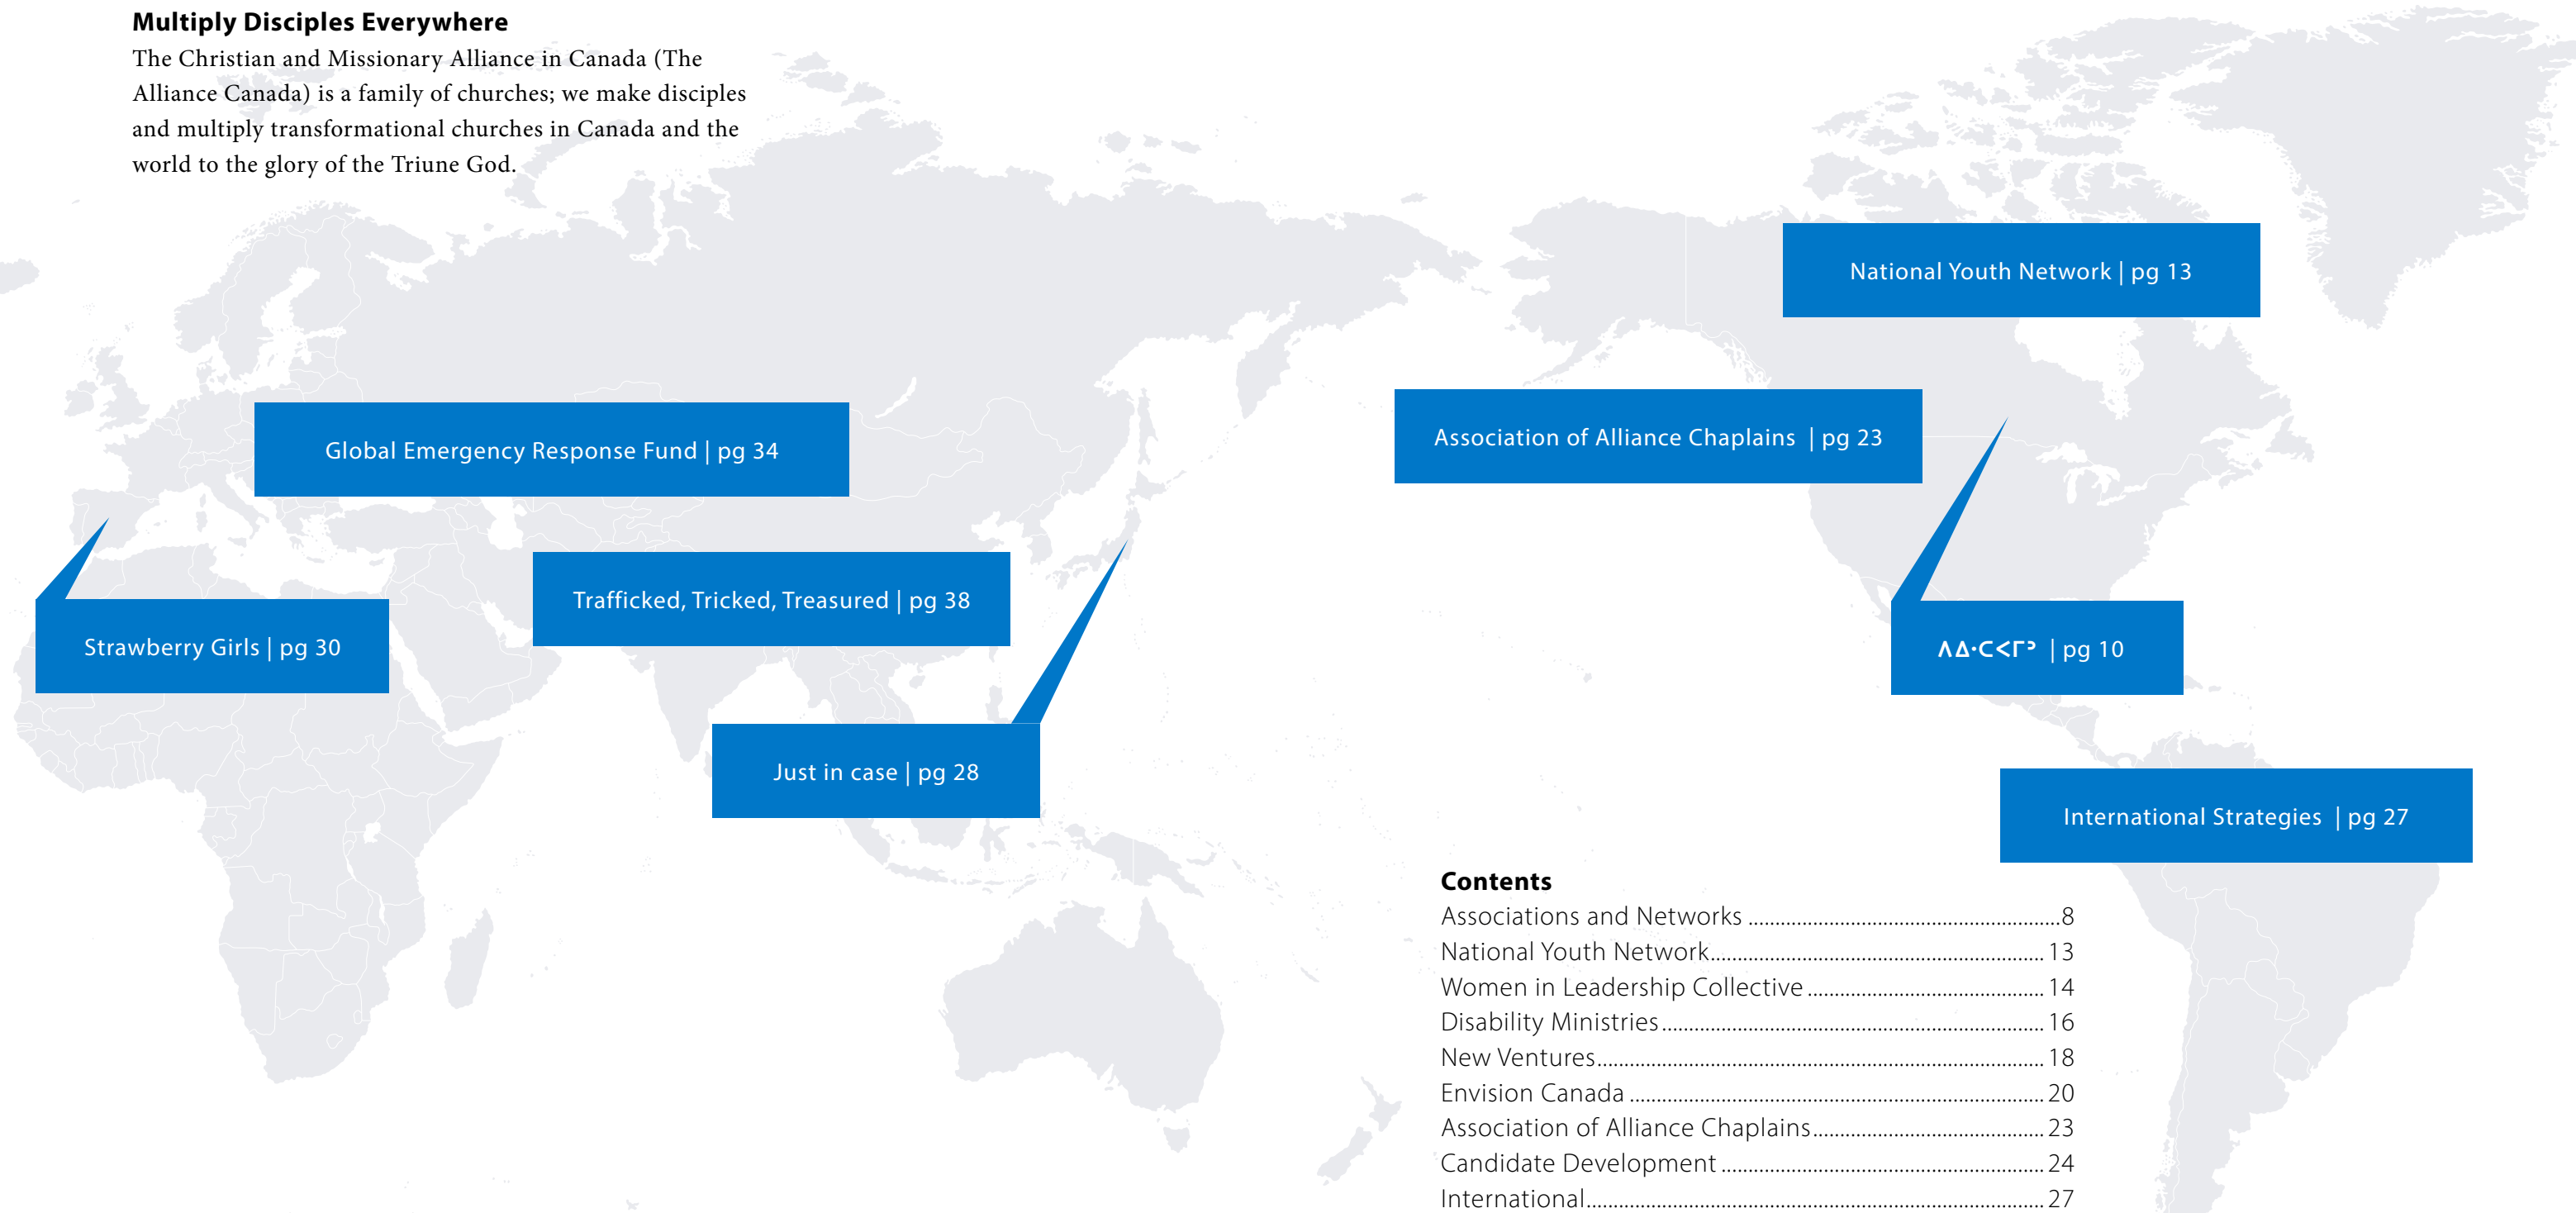 Multiply Disciples Everywhere
The Christian and Missionary Alliance in Canada (The
Alliance Canada) is a family of churches; we make disciples
and multiply transformational churches in Canada and the
world to the glory of the Triune God.
National Youth Network | pg 13
Association of Alliance Chaplains | pg 23
Global Emergency Response Fund | pg 34
Trafficked, Tricked, Treasured | pg 38
Strawberry Girls | pg 30
ᐱᐃᐧᑕᐸᒥᐣ | pg 10
Just in case | pg 28
International Strategies | pg 27
Contents
Associations and Networks ........ 8
National Youth Network ........ 13
Women in Leadership Collective ........ 14
Disability Ministries ........ 16
New Ventures ........ 18
Envision Canada ........ 20
Association of Alliance Chaplains ........ 23
Candidate Development ........ 24
International ........ 27